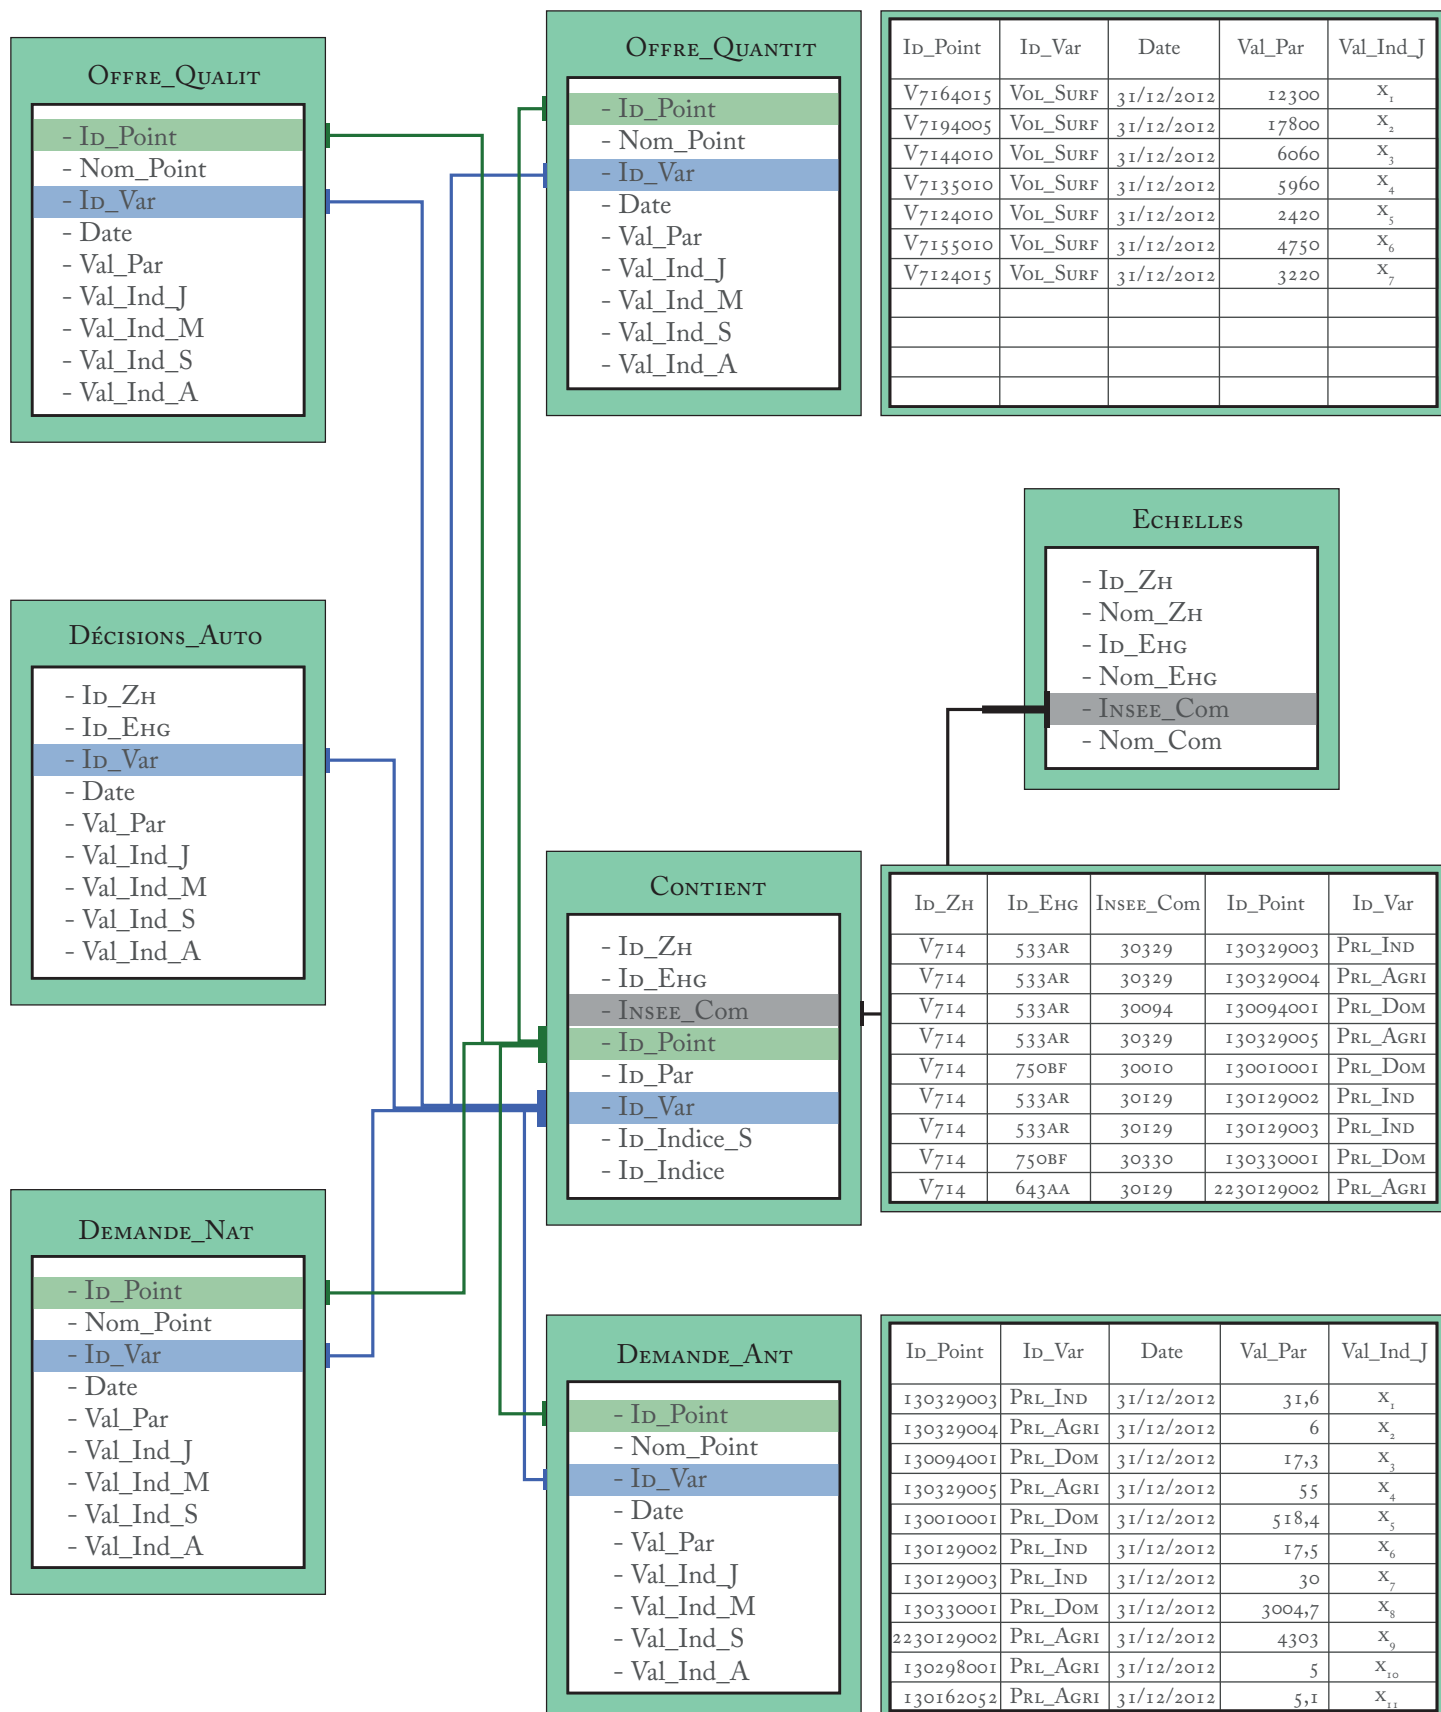 Offre_Qualit
- Id_Point
- Nom_Point
- Id_Var
- Date
- Val_Par
- Val_Ind_J
- Val_Ind_M
- Val_Ind_S
- Val_Ind_A
Offre_Quantit
- Id_Point
- Nom_Point
- Id_Var
- Date
- Val_Par
- Val_Ind_J
- Val_Ind_M
- Val_Ind_S
- Val_Ind_A
Id_Point Id_Var Date Val_Par Val_Ind_J
V7164015 Vol_Surf 31/12/2012 12300 x₁
V7194005 Vol_Surf 31/12/2012 17800 x₂
V7144010 Vol_Surf 31/12/2012 6060 x₃
V7135010 Vol_Surf 31/12/2012 5960 x₄
V7124010 Vol_Surf 31/12/2012 2420 x₅
V7155010 Vol_Surf 31/12/2012 4750 x₆
V7124015 Vol_Surf 31/12/2012 3220 x₇
Echelles
- Id_Zh
- Nom_Zh
- Id_Ehg
- Nom_Ehg
- Insee_Com
- Nom_Com
Décisions_Auto
- Id_Zh
- Id_Ehg
- Id_Var
- Date
- Val_Par
- Val_Ind_J
- Val_Ind_M
- Val_Ind_S
- Val_Ind_A
Contient
- Id_Zh
- Id_Ehg
- Insee_Com
- Id_Point
- Id_Par
- Id_Var
- Id_Indice_S
- Id_Indice
Id_Zh Id_Ehg Insee_Com Id_Point Id_Var
V714 533AR 30329 130329003 Prl_Ind
V714 533AR 30329 130329004 Prl_Agri
V714 533AR 30094 130094001 Prl_Dom
V714 533AR 30329 130329005 Prl_Agri
V714 750BF 30010 130010001 Prl_Dom
V714 533AR 30129 130129002 Prl_Ind
V714 533AR 30129 130129003 Prl_Ind
V714 750BF 30330 130330001 Prl_Dom
V714 643AA 30129 2230129002 Prl_Agri
Demande_Nat
- Id_Point
- Nom_Point
- Id_Var
- Date
- Val_Par
- Val_Ind_J
- Val_Ind_M
- Val_Ind_S
- Val_Ind_A
Demande_Ant
- Id_Point
- Nom_Point
- Id_Var
- Date
- Val_Par
- Val_Ind_J
- Val_Ind_M
- Val_Ind_S
- Val_Ind_A
Id_Point Id_Var Date Val_Par Val_Ind_J
130329003 Prl_Ind 31/12/2012 31,6 x₁
130329004 Prl_Agri 31/12/2012 6 x₂
130094001 Prl_Dom 31/12/2012 17,3 x₃
130329005 Prl_Agri 31/12/2012 55 x₄
130010001 Prl_Dom 31/12/2012 518,4 x₅
130129002 Prl_Ind 31/12/2012 17,5 x₆
130129003 Prl_Ind 31/12/2012 30 x₇
130330001 Prl_Dom 31/12/2012 3004,7 x₈
2230129002 Prl_Agri 31/12/2012 4303 x₉
130298001 Prl_Agri 31/12/2012 5 x₁₀
130162052 Prl_Agri 31/12/2012 5,1 x₁₁